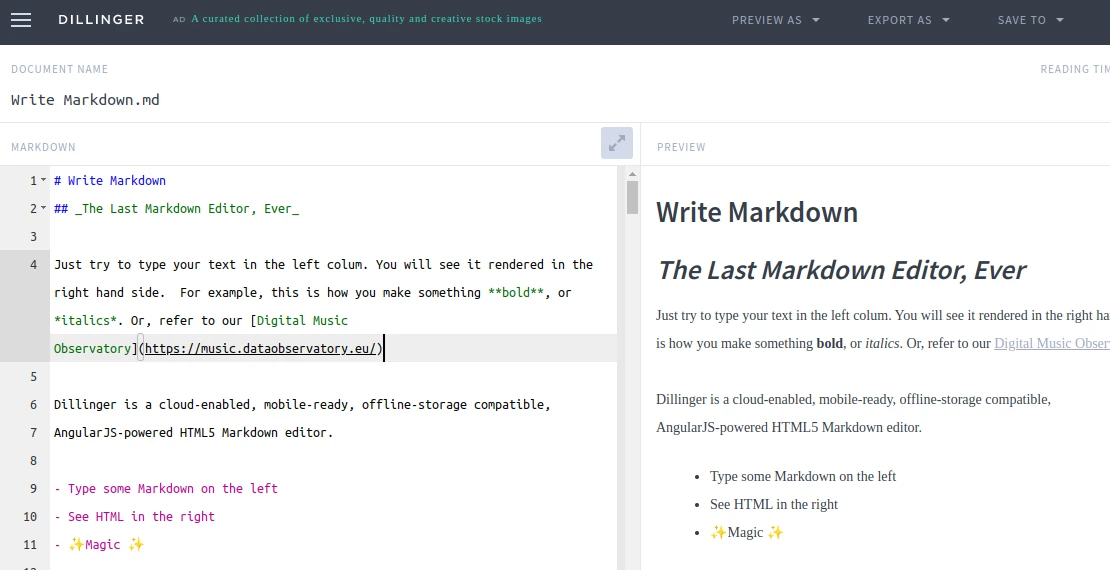 DILLINGER
AD A curated collection of exclusive, quality and creative stock images
PREVIEW AS
EXPORT AS
SAVE TO
DOCUMENT NAME
READING TIM
Write Markdown.md
MARKDOWN
1 # Write Markdown
2 ## _The Last Markdown Editor, Ever_
3
4 Just try to type your text in the left colum. You will see it rendered in the
right hand side.  For example, this is how you make something **bold**, or
*italics*. Or, refer to our [Digital Music
Observatory](https://music.dataobservatory.eu/)
5
6 Dillinger is a cloud-enabled, mobile-ready, offline-storage compatible,
7 AngularJS-powered HTML5 Markdown editor.
8
9 - Type some Markdown on the left
10 - See HTML in the right
11 - ✨Magic ✨
PREVIEW
Write Markdown
The Last Markdown Editor, Ever
Just try to type your text in the left colum. You will see it rendered in the right ha
is how you make something bold, or italics. Or, refer to our Digital Music Obser
Dillinger is a cloud-enabled, mobile-ready, offline-storage compatible,
AngularJS-powered HTML5 Markdown editor.
• Type some Markdown on the left
• See HTML in the right
• ✨Magic ✨